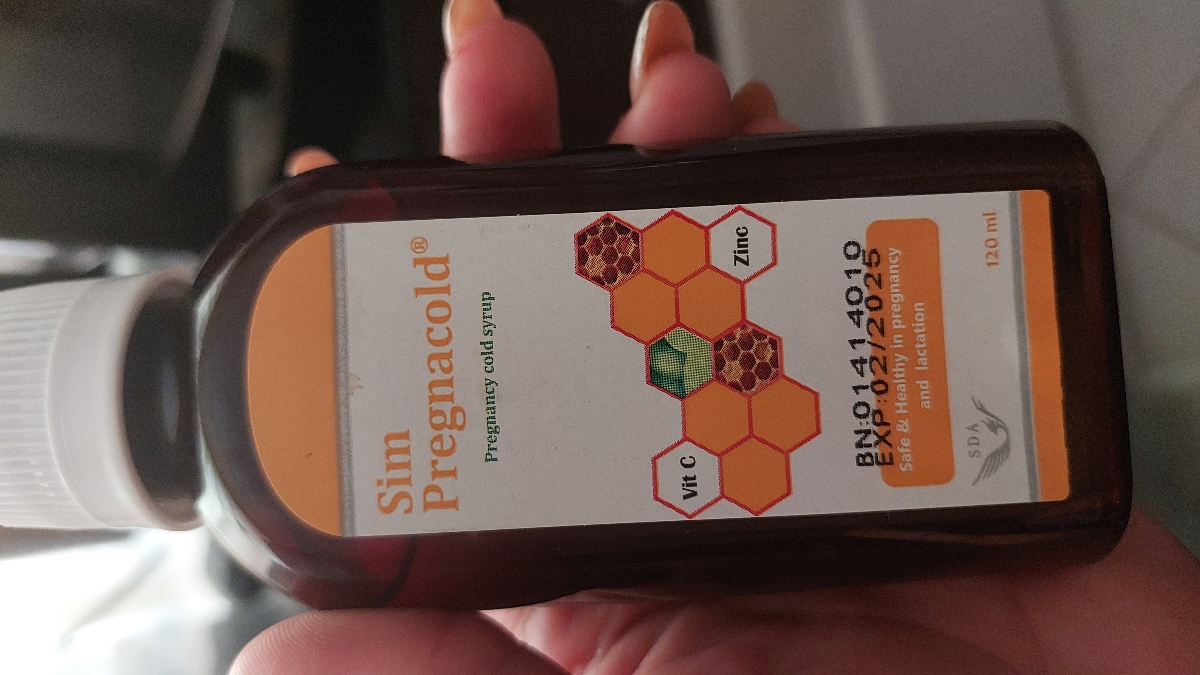 Sim
Pregnacold®
Pregnancy cold syrup
Zinc
Vit C
BN:01414010
EXP:02/2025
Safe & Healthy in pregnancy
and lactation
SDA
120 ml